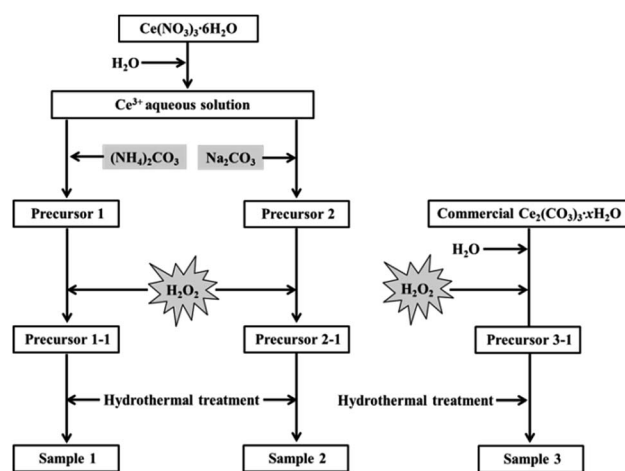 Ce(NO₃)₃·6H₂O
H₂O
Ce³⁺ aqueous solution
(NH₄)₂CO₃
Na₂CO₃
Precursor 1
Precursor 2
Commercial Ce₂(CO₃)₃·xH₂O
H₂O
H₂O₂
H₂O₂
Precursor 1-1
Precursor 2-1
Precursor 3-1
Hydrothermal treatment
Hydrothermal treatment
Sample 1
Sample 2
Sample 3